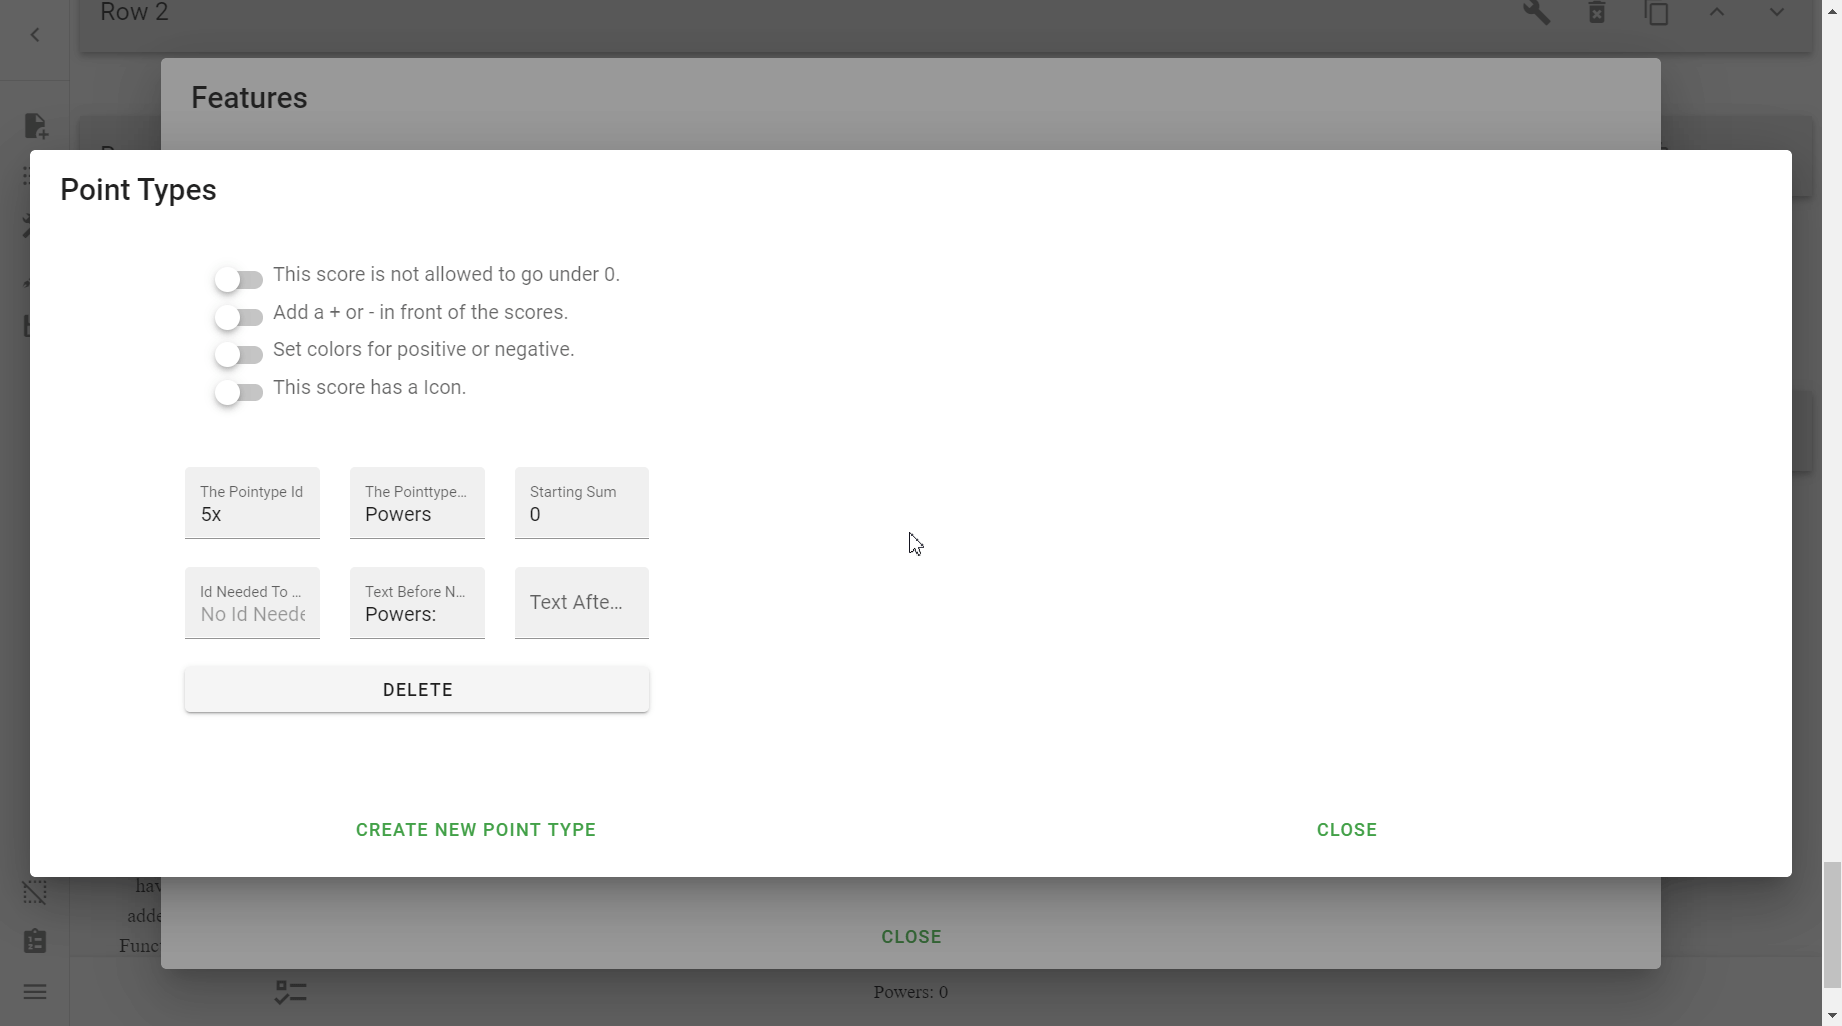 Row 2
Features
Point Types
This score is not allowed to go under 0.
Add a + or - in front of the scores.
Set colors for positive or negative.
This score has a Icon.
The Pointype Id
5x
The Pointtype...
Powers
Starting Sum
0
Id Needed To ...
No Id Neede
Text Before N...
Powers:
Text Afte...
DELETE
CREATE NEW POINT TYPE
CLOSE
hav
adde
Func
CLOSE
Powers: 0